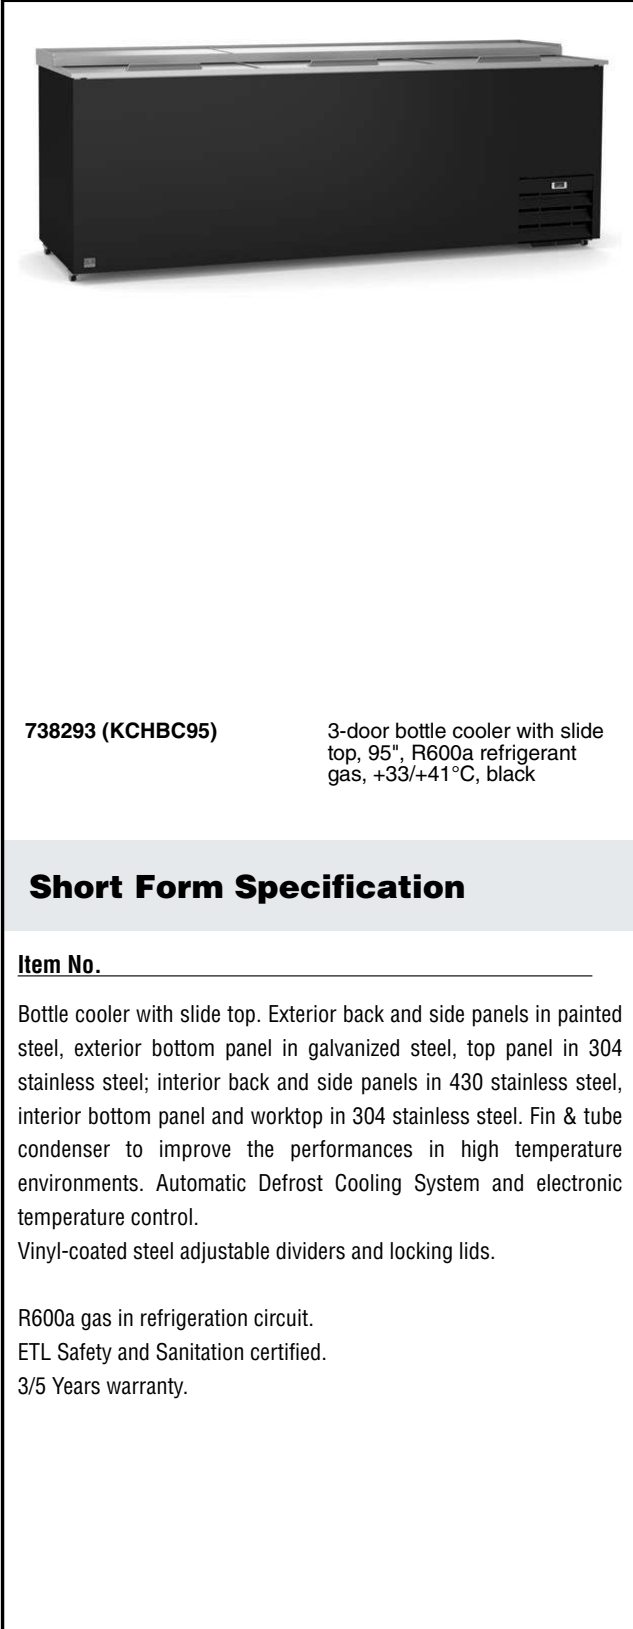 738293 (KCHBC95)
3-door bottle cooler with slide
top, 95", R600a refrigerant
gas, +33/+41°C, black
Short Form Specification
Item No.
Bottle cooler with slide top. Exterior back and side panels in painted
steel, exterior bottom panel in galvanized steel, top panel in 304
stainless steel; interior back and side panels in 430 stainless steel,
interior bottom panel and worktop in 304 stainless steel. Fin & tube
condenser to improve the performances in high temperature
environments. Automatic Defrost Cooling System and electronic
temperature control.
Vinyl-coated steel adjustable dividers and locking lids.
R600a gas in refrigeration circuit.
ETL Safety and Sanitation certified.
3/5 Years warranty.